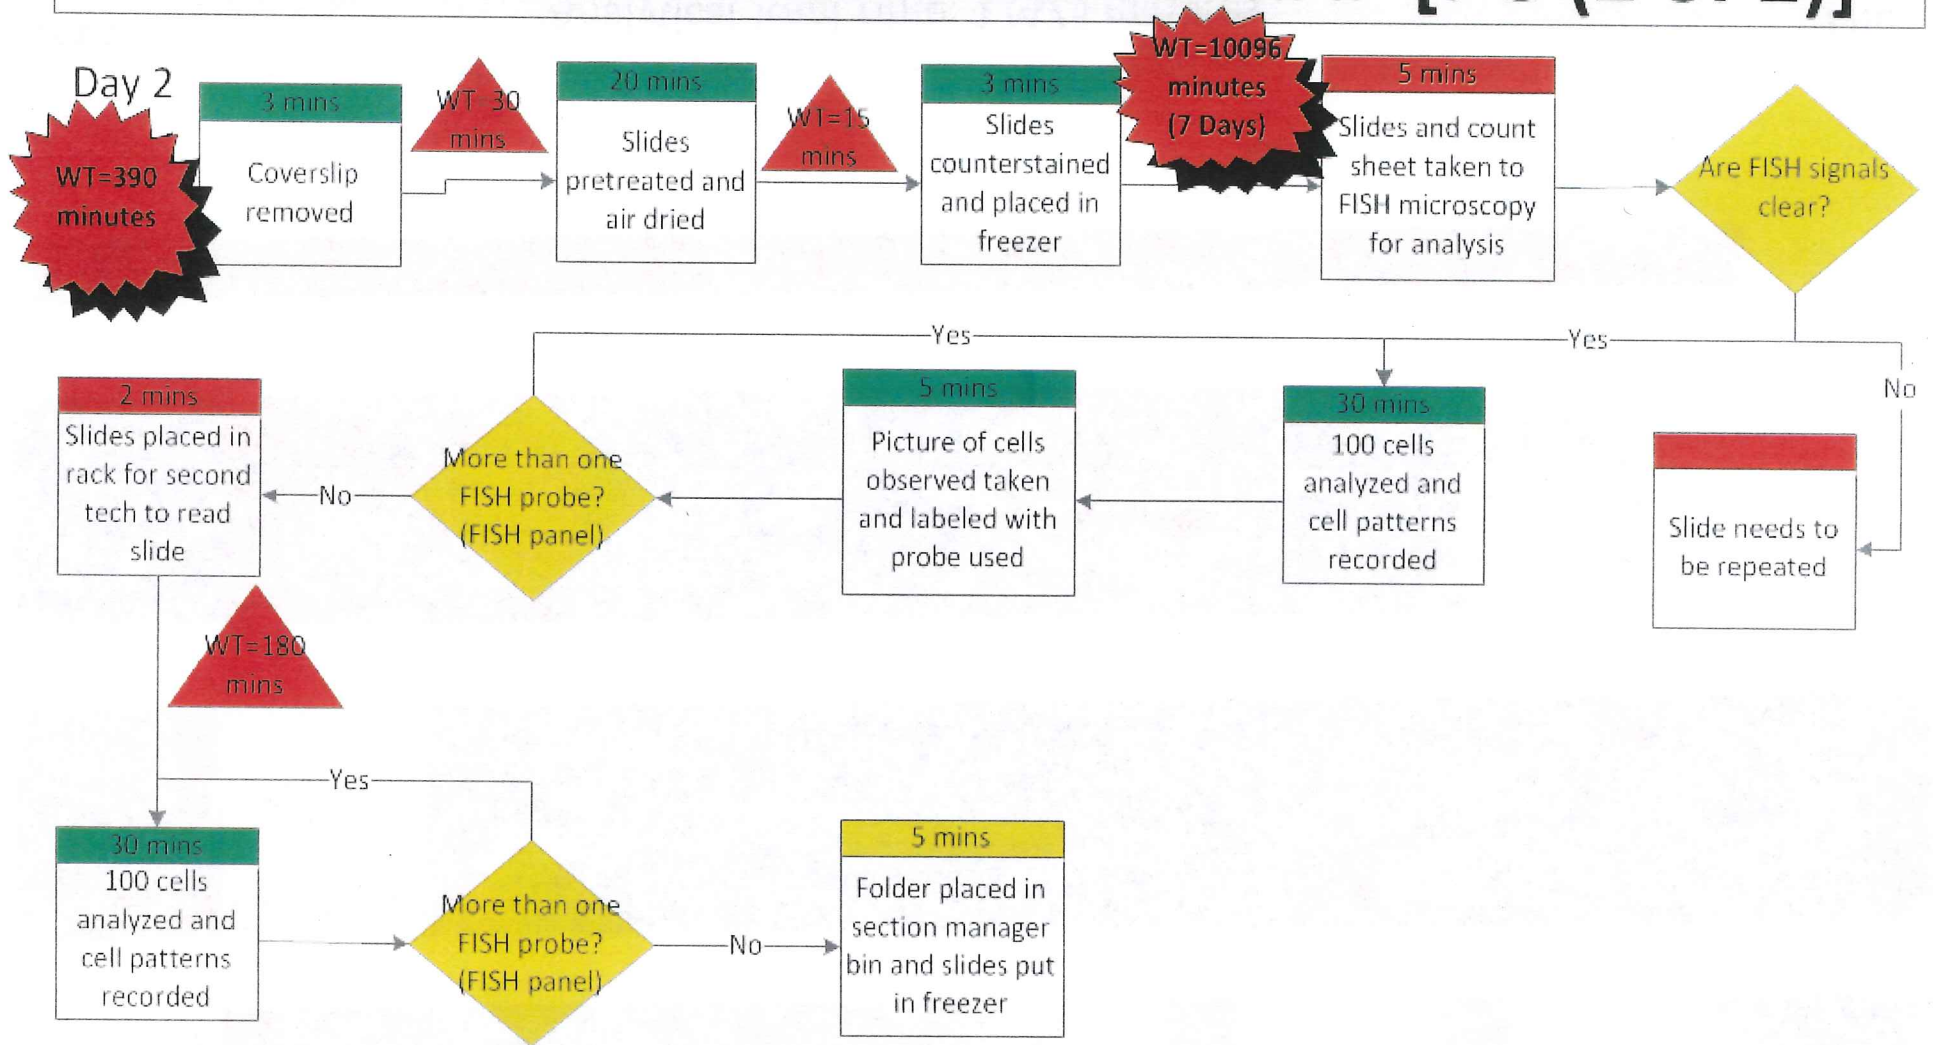 Day 2
WT=390
minutes
3 mins
Coverslip
removed
WT=30
mins
20 mins
Slides
pretreated and
air dried
WT=15
mins
3 mins
Slides
counterstained
and placed in
freezer
WT=10096
minutes
(7 Days)
5 mins
Slides and count
sheet taken to
FISH microscopy
for analysis
Are FISH signals
clear?
Yes
Yes
No
2 mins
Slides placed in
rack for second
tech to read
slide
No
More than one
FISH probe?
(FISH panel)
5 mins
Picture of cells
observed taken
and labeled with
probe used
30 mins
100 cells
analyzed and
cell patterns
recorded
Slide needs to
be repeated
WT=180
mins
Yes
30 mins
100 cells
analyzed and
cell patterns
recorded
More than one
FISH probe?
(FISH panel)
No
5 mins
Folder placed in
section manager
bin and slides put
in freezer